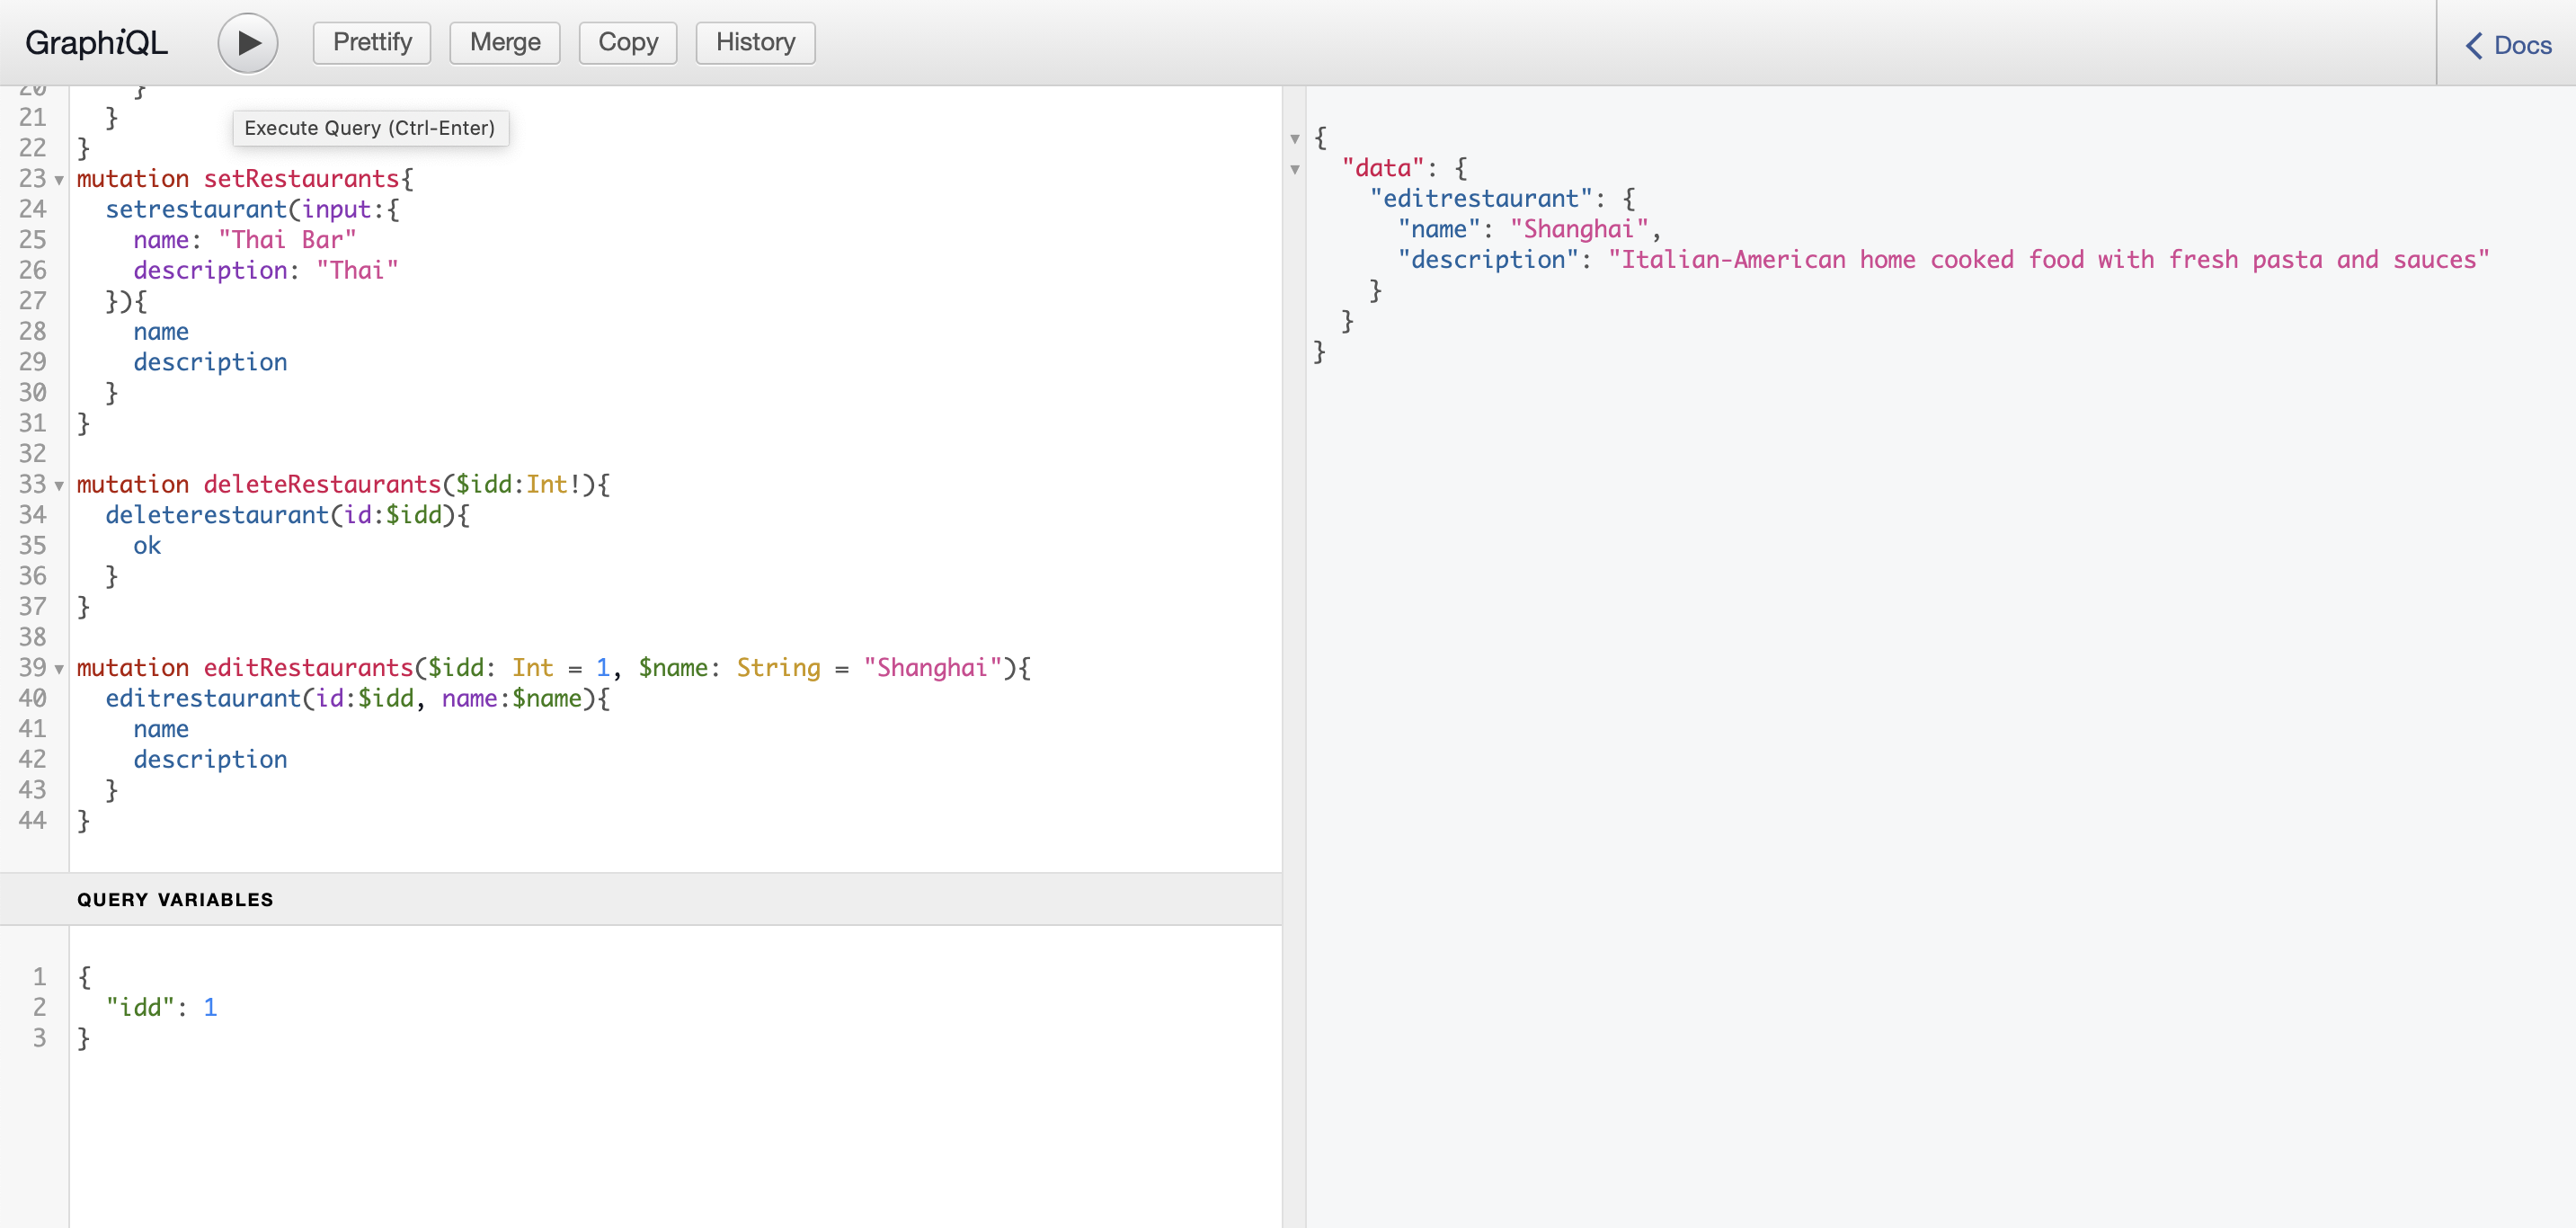 GraphiQL Prettify Merge Copy History Docs
Execute Query (Ctrl-Enter)
20 }
21 }
22 }
23 mutation setRestaurants{
24 setrestaurant(input:{
25 name: "Thai Bar"
26 description: "Thai"
27 }){
28 name
29 description
30 }
31 }
32
33 mutation deleteRestaurants($idd:Int!){
34 deleterestaurant(id:$idd){
35 ok
36 }
37 }
38
39 mutation editRestaurants($idd: Int = 1, $name: String = "Shanghai"){
40 editrestaurant(id:$idd, name:$name){
41 name
42 description
43 }
44 }
QUERY VARIABLES
1 {
2 "idd": 1
3 }
{
"data": {
"editrestaurant": {
"name": "Shanghai",
"description": "Italian-American home cooked food with fresh pasta and sauces"
}
}
}